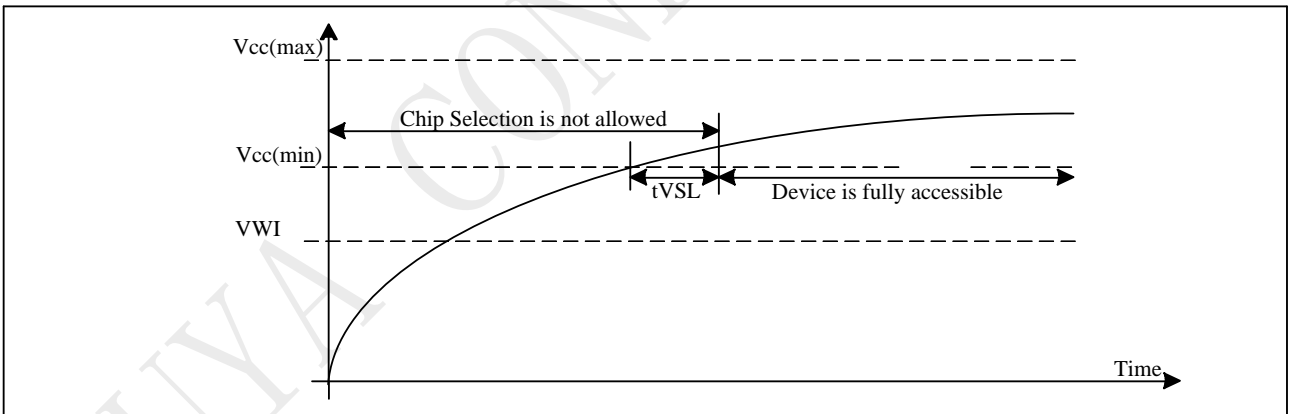 Vcc(max)
Chip Selection is not allowed
Vcc(min)
tVSL
Device is fully accessible
VWI
Time